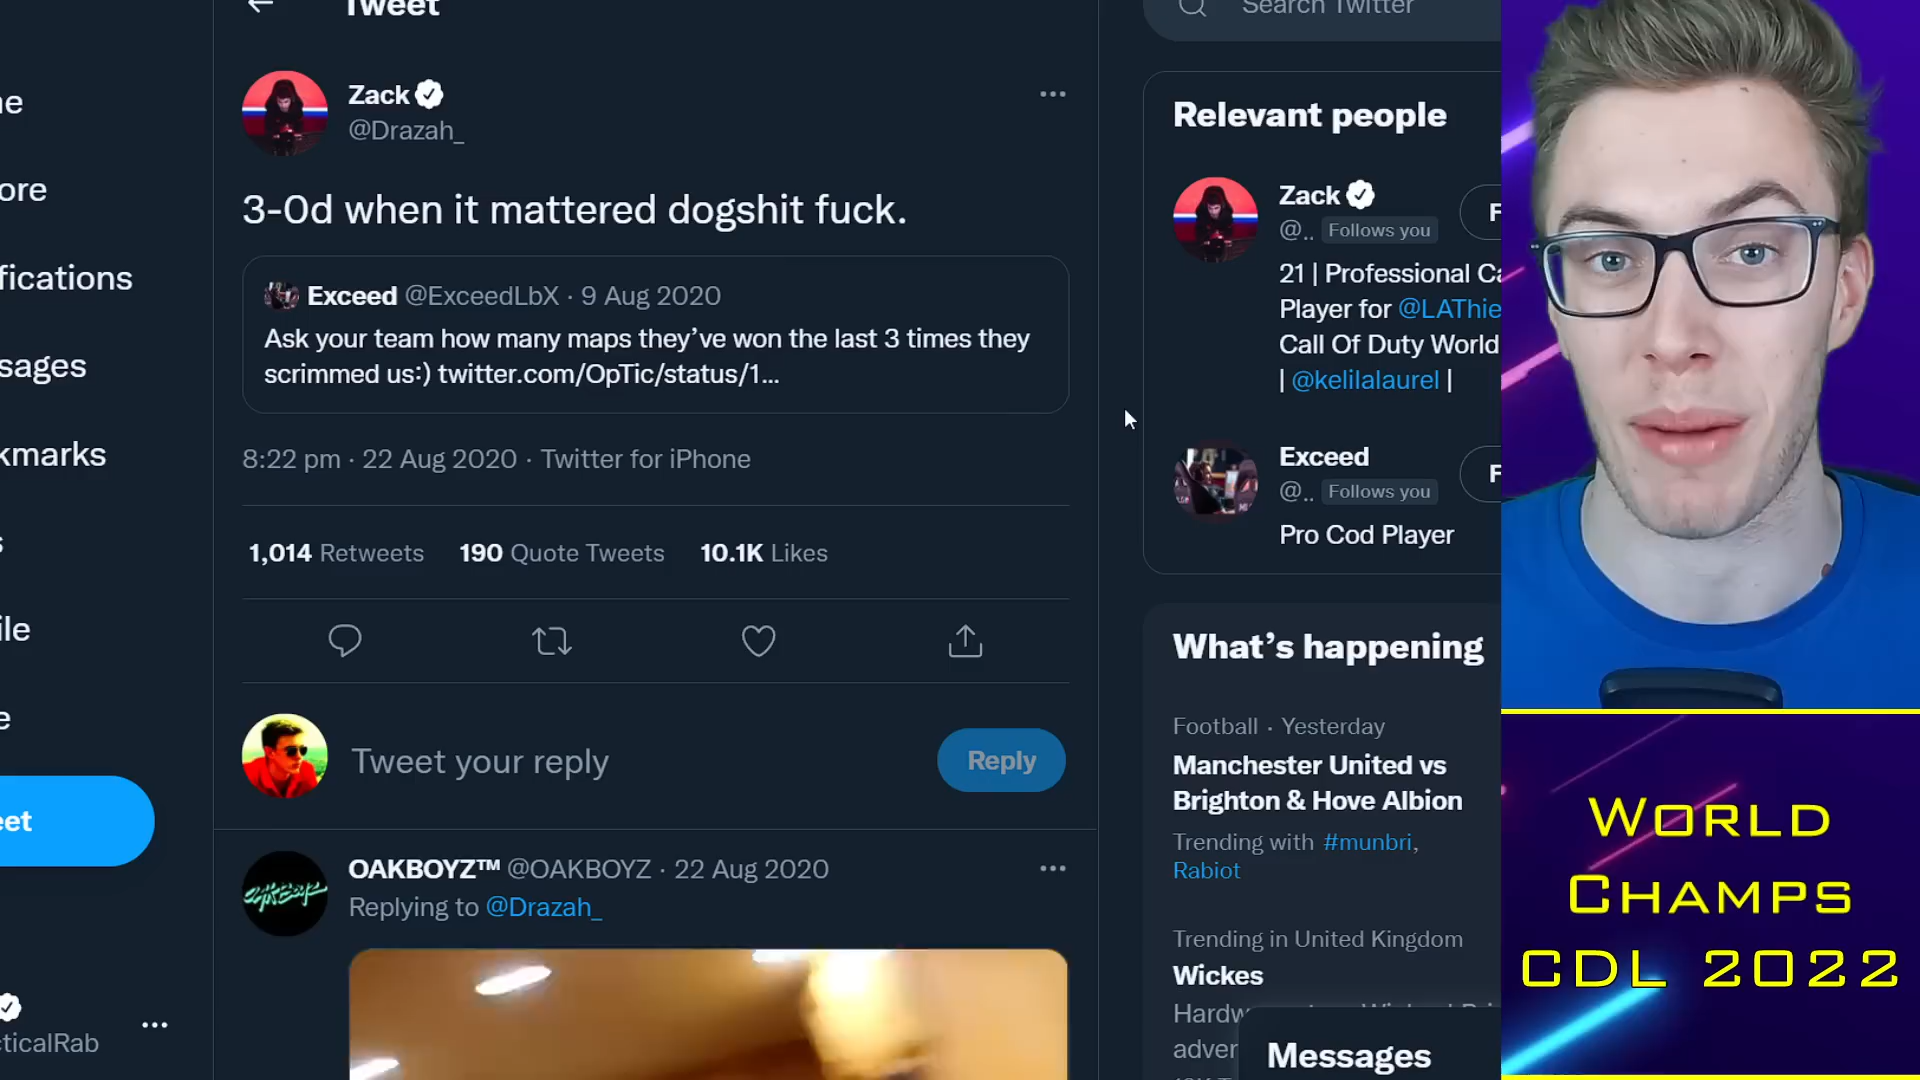 Tweet
Search Twitter
Zack
@Drazah_
3-0d when it mattered dogshit fuck.
Exceed @ExceedLbX · 9 Aug 2020
Ask your team how many maps they've won the last 3 times they
scrimmed us:) twitter.com/OpTic/status/1...
8:22 pm · 22 Aug 2020 · Twitter for iPhone
1,014 Retweets 190 Quote Tweets 10.1K Likes
Tweet your reply
Reply
OAKBOYZ™ @OAKBOYZ · 22 Aug 2020
Replying to @Drazah_
ne
ore
fications
sages
kmarks
s
ile
e
eet
cticalRab
Relevant people
Zack
@.. Follows you
F
21 | Professional Ca
Player for @LAThie
Call Of Duty World
| @kelilalaurel |
Exceed
@.. Follows you
F
Pro Cod Player
What's happening
Football · Yesterday
Manchester United vs
Brighton & Hove Albion
Trending with #munbri,
Rabiot
Trending in United Kingdom
Wickes
Hardw
adver
Messages
WORLD
CHAMPS
CDL 2022